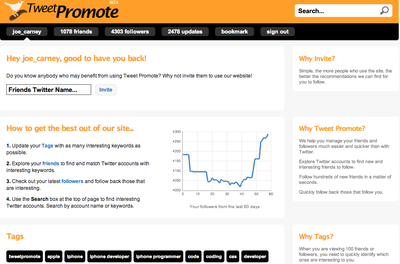 TweetPromote BETA
Search...
joe_carney 1078 friends 4303 followers 2478 updates bookmark sign out
Hey joe_carney, good to have you back!
Do you know anybody who may benefit from using Tweet Promote? Why not invite them to use our website!
Friends Twitter Name... Invite
Why Invite?
Simple, the more people who use the site, the
better the recommendations we can find for
you to follow.
How to get the best out of our site...
1. Update your Tags with as many interesting keywords as
possible.
2. Explore your friends to find and match Twitter accounts with
interesting keywords.
3. Check out your latest followers and follow back those that
are interesting.
4. Use the Search box at the top of page to find interesting
Twitter accounts. Search by account name or keywords.
4300
4250
4200
4150
4100
4050
4000
0 10 20 30 40 50 60
Your followers from the last 60 days
Why Tweet Promote?
We help you manage your friends and
followers much easier and quicker than with
Twitter.
Explore Twitter accounts to find new and
interesting friends to follow.
Follow hundreds of new friends in a matter of
seconds.
Quickly follow back those that follow you.
Tags
tweetpromote apple iphone iphone developer iphone programmer code coding css developer
Why Tags?
When you are viewing 100 friends or
followers, you need to quickly identify which
ones are interesting to you.